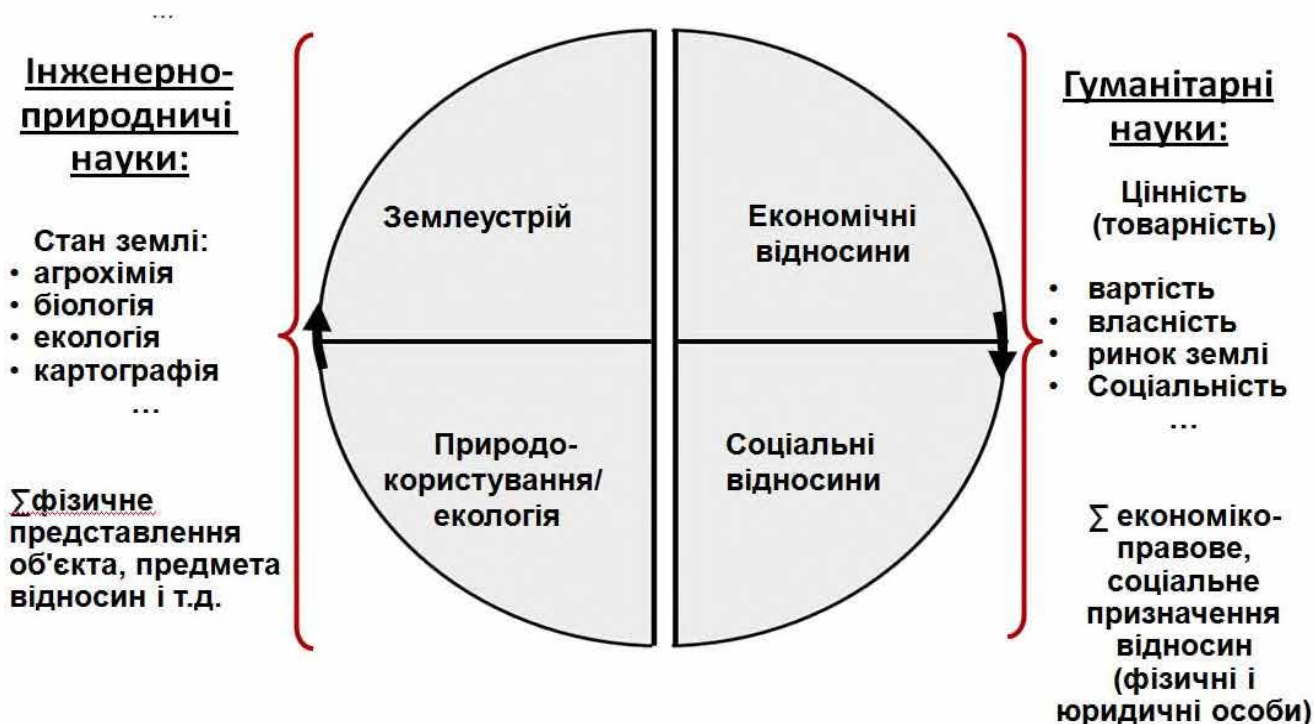 ...
Інженерно-
природничі
науки:
Стан землі:
• агрохімія
• біологія
• екологія
• картографія
...
∑фізичне
представлення
об'єкта, предмета
відносин і т.д.
Землеустрій
Економічні
відносини
Природо-
користування/
екологія
Соціальні
відносини
Гуманітарні
науки:
Цінність
(товарність)
• вартість
• власність
• ринок землі
• Соціальність
...
∑ економіко-
правове,
соціальне
призначення
відносин
(фізичні і
юридичні особи)